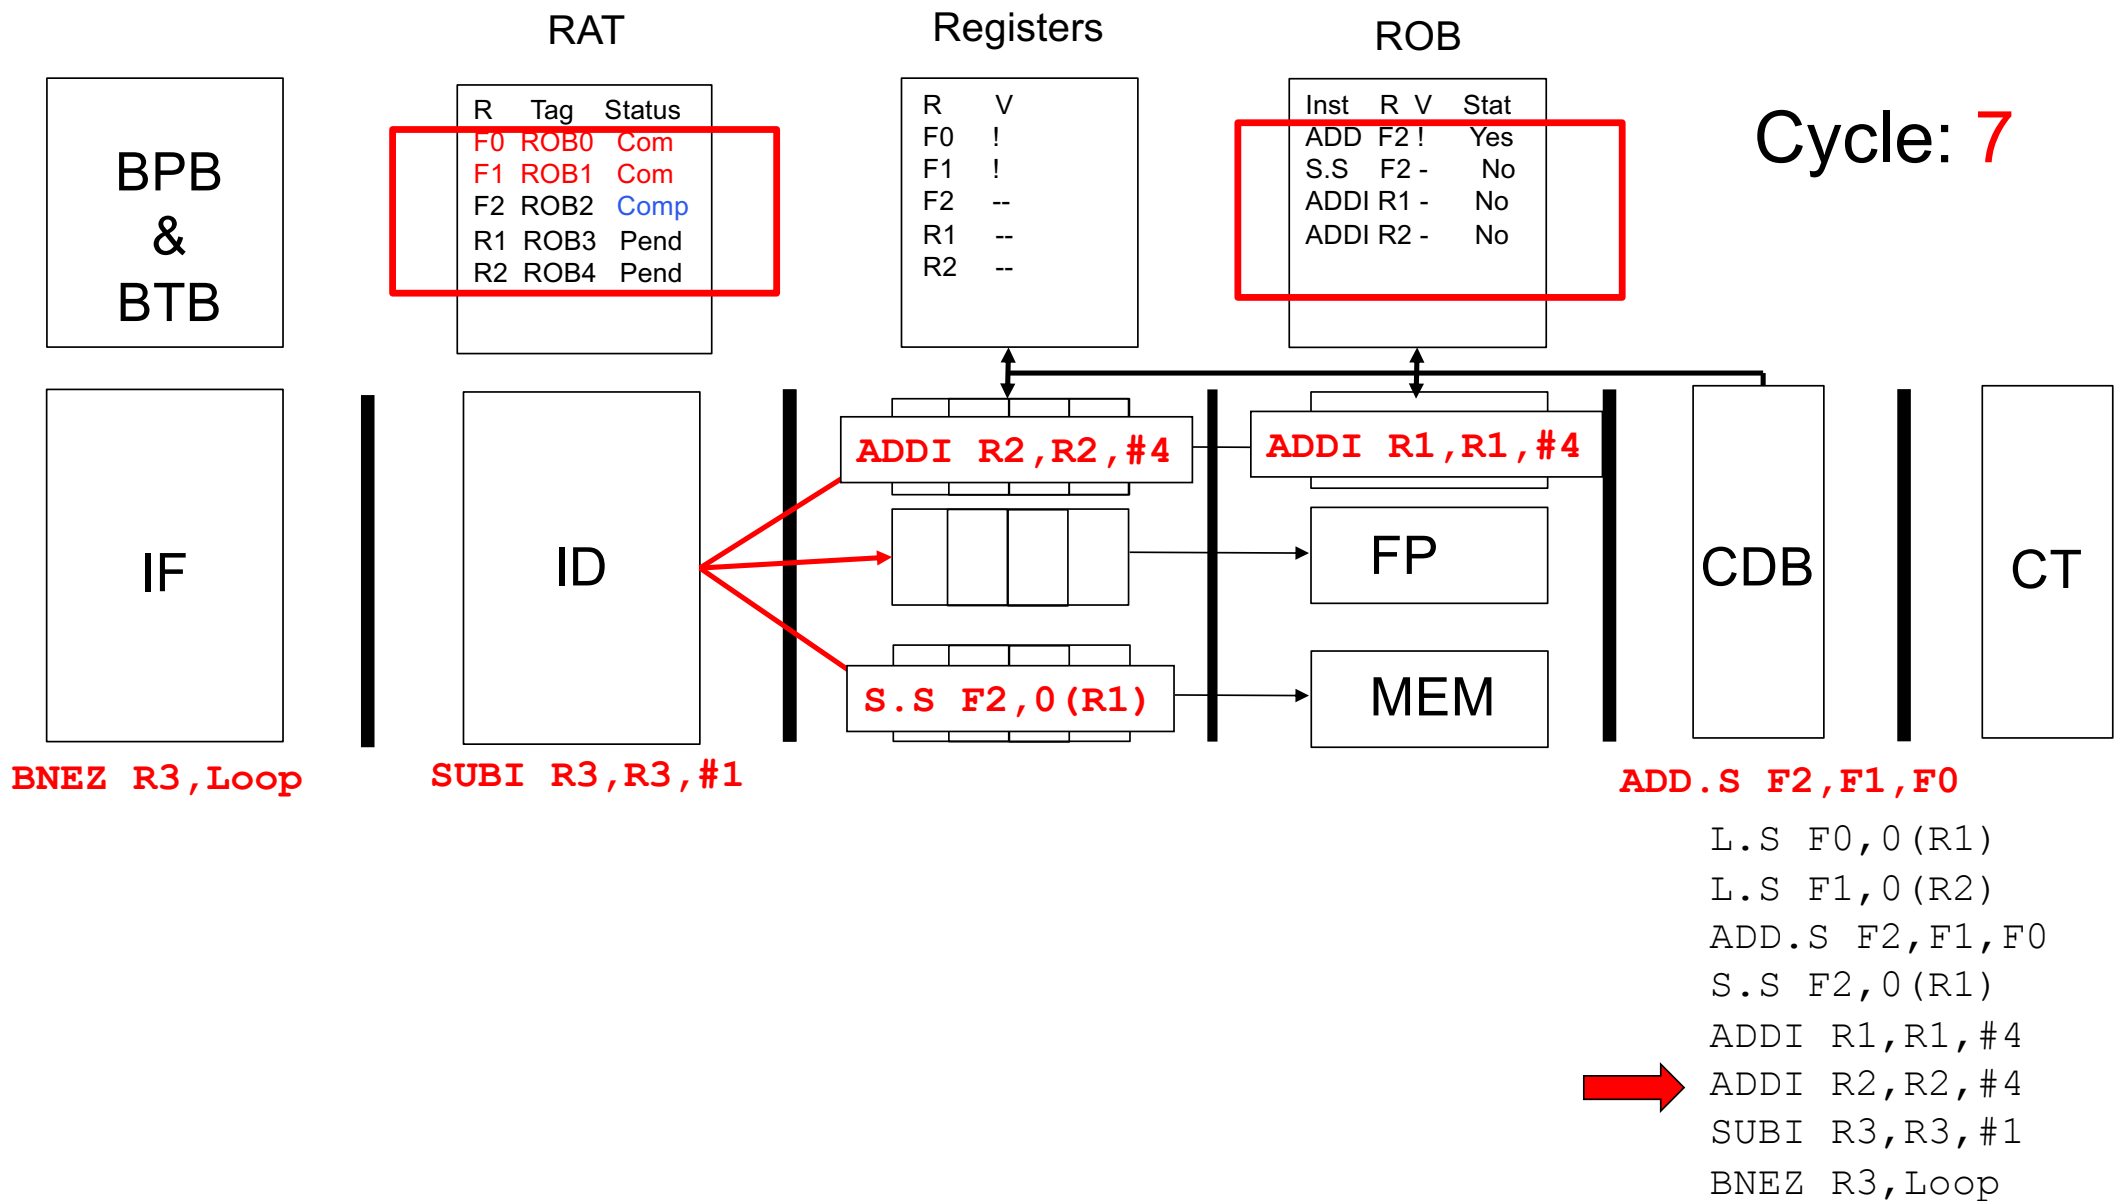 RAT
Registers
ROB
Cycle: 7
BPB
&
BTB
R Tag Status
F0 ROB0 Com
F1 ROB1 Com
F2 ROB2 Comp
R1 ROB3 Pend
R2 ROB4 Pend
R V
F0 !
F1 !
F2 --
R1 --
R2 --
Inst R V Stat
ADD F2 ! Yes
S.S F2 - No
ADDI R1 - No
ADDI R2 - No
IF
ID
ADDI R2,R2,#4
ADDI R1,R1,#4
FP
S.S F2,0(R1)
MEM
CDB
CT
BNEZ R3,Loop
SUBI R3,R3,#1
ADD.S F2,F1,F0
L.S F0,0(R1)
L.S F1,0(R2)
ADD.S F2,F1,F0
S.S F2,0(R1)
ADDI R1,R1,#4
ADDI R2,R2,#4
SUBI R3,R3,#1
BNEZ R3,Loop